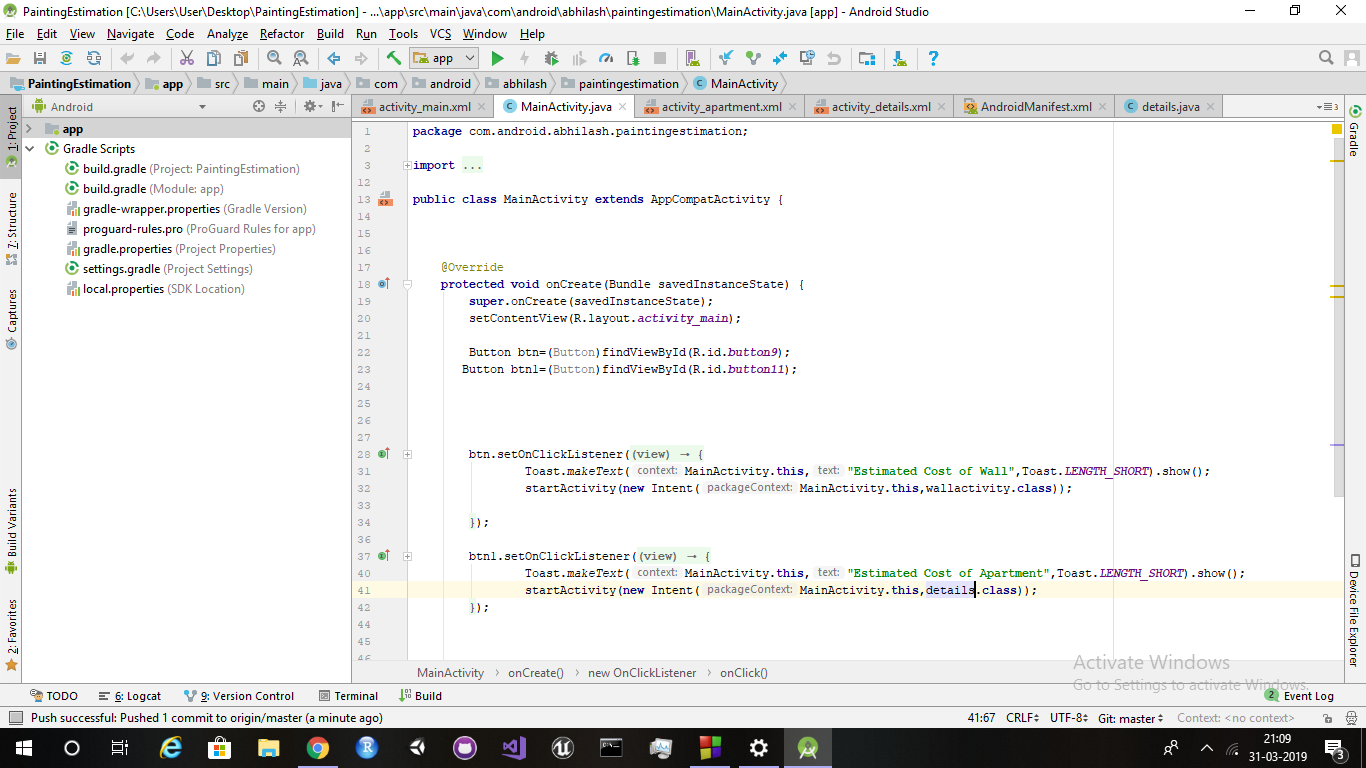 PaintingEstimation [C:\Users\User\Desktop\PaintingEstimation] - ...\app\src\main\java\com\android\abhilash\paintingestimation\MainActivity.java [app] - Android Studio
File Edit View Navigate Code Analyze Refactor Build Run Tools VCS Window Help
app
PaintingEstimation app src main java com android abhilash paintingestimation MainActivity
Android
activity_main.xml MainActivity.java activity_apartment.xml activity_details.xml AndroidManifest.xml details.java 3
1: Project
7: Structure
Captures
Build Variants
2: Favorites
app
Gradle Scripts
build.gradle (Project: PaintingEstimation)
build.gradle (Module: app)
gradle-wrapper.properties (Gradle Version)
proguard-rules.pro (ProGuard Rules for app)
gradle.properties (Project Properties)
settings.gradle (Project Settings)
local.properties (SDK Location)
1 package com.android.abhilash.paintingestimation;
2
3 import ...
12
13 public class MainActivity extends AppCompatActivity {
14
15
16
17 @Override
18 protected void onCreate(Bundle savedInstanceState) {
19 super.onCreate(savedInstanceState);
20 setContentView(R.layout.activity_main);
21
22 Button btn=(Button)findViewById(R.id.button9);
23 Button btn1=(Button)findViewById(R.id.button11);
24
25
26
27
28 btn.setOnClickListener((view) → {
31 Toast.makeText( context: MainActivity.this, text: "Estimated Cost of Wall",Toast.LENGTH_SHORT).show();
32 startActivity(new Intent( packageContext: MainActivity.this,wallactivity.class));
33
34 });
36
37 btn1.setOnClickListener((view) → {
40 Toast.makeText( context: MainActivity.this, text: "Estimated Cost of Apartment",Toast.LENGTH_SHORT).show();
41 startActivity(new Intent( packageContext: MainActivity.this,details.class));
42 });
44
45
46
MainActivity onCreate() new OnClickListener onClick()
Gradle
Device File Explorer
Activate Windows
Go to Settings to activate Windows.
TODO 6: Logcat 9: Version Control Terminal Build 2 Event Log
Push successful: Pushed 1 commit to origin/master (a minute ago) 41:67 CRLF UTF-8 Git: master Context: <no context>
21:09
31-03-2019
3